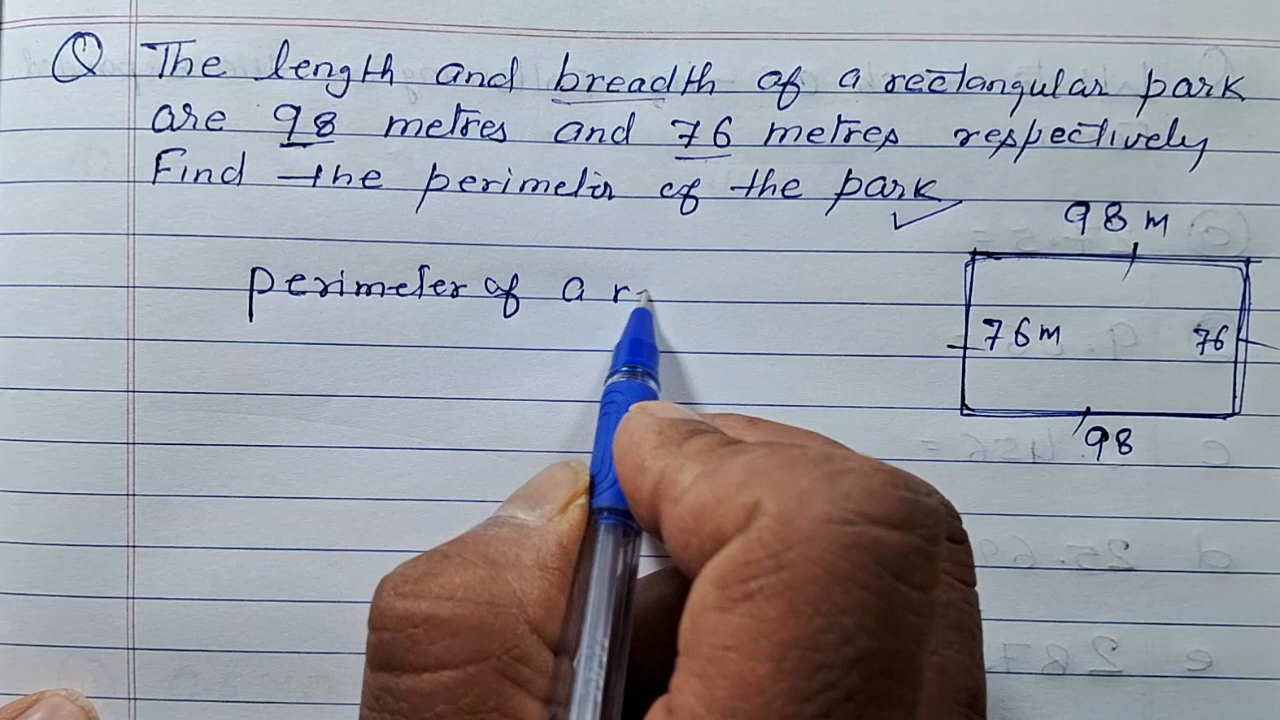 Q The length and breadth of a rectangular park
are 98 metres and 76 metres respectively
Find the perimeter of the park
98 m
perimeter of a r
76m 76
98